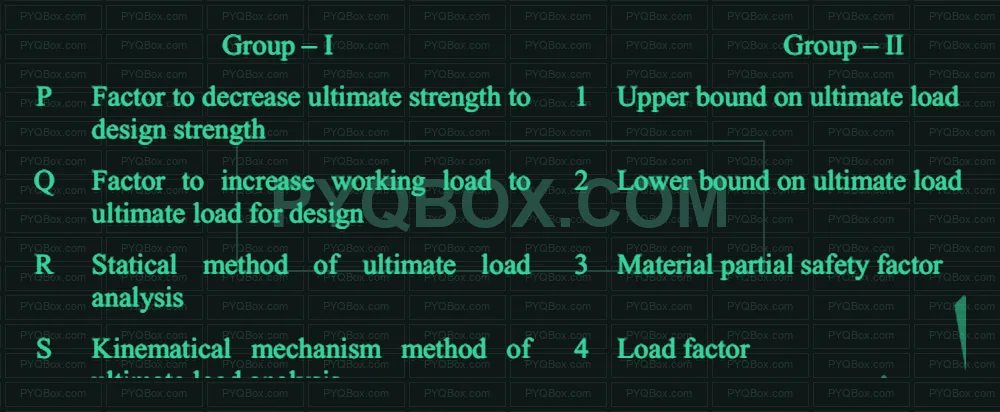 Group – I Group – II
P Factor to decrease ultimate strength to 1 Upper bound on ultimate load
design strength
Q Factor to increase working load to 2 Lower bound on ultimate load
ultimate load for design
R Statical method of ultimate load 3 Material partial safety factor
analysis
S Kinematical mechanism method of 4 Load factor
PYQBOX.COM